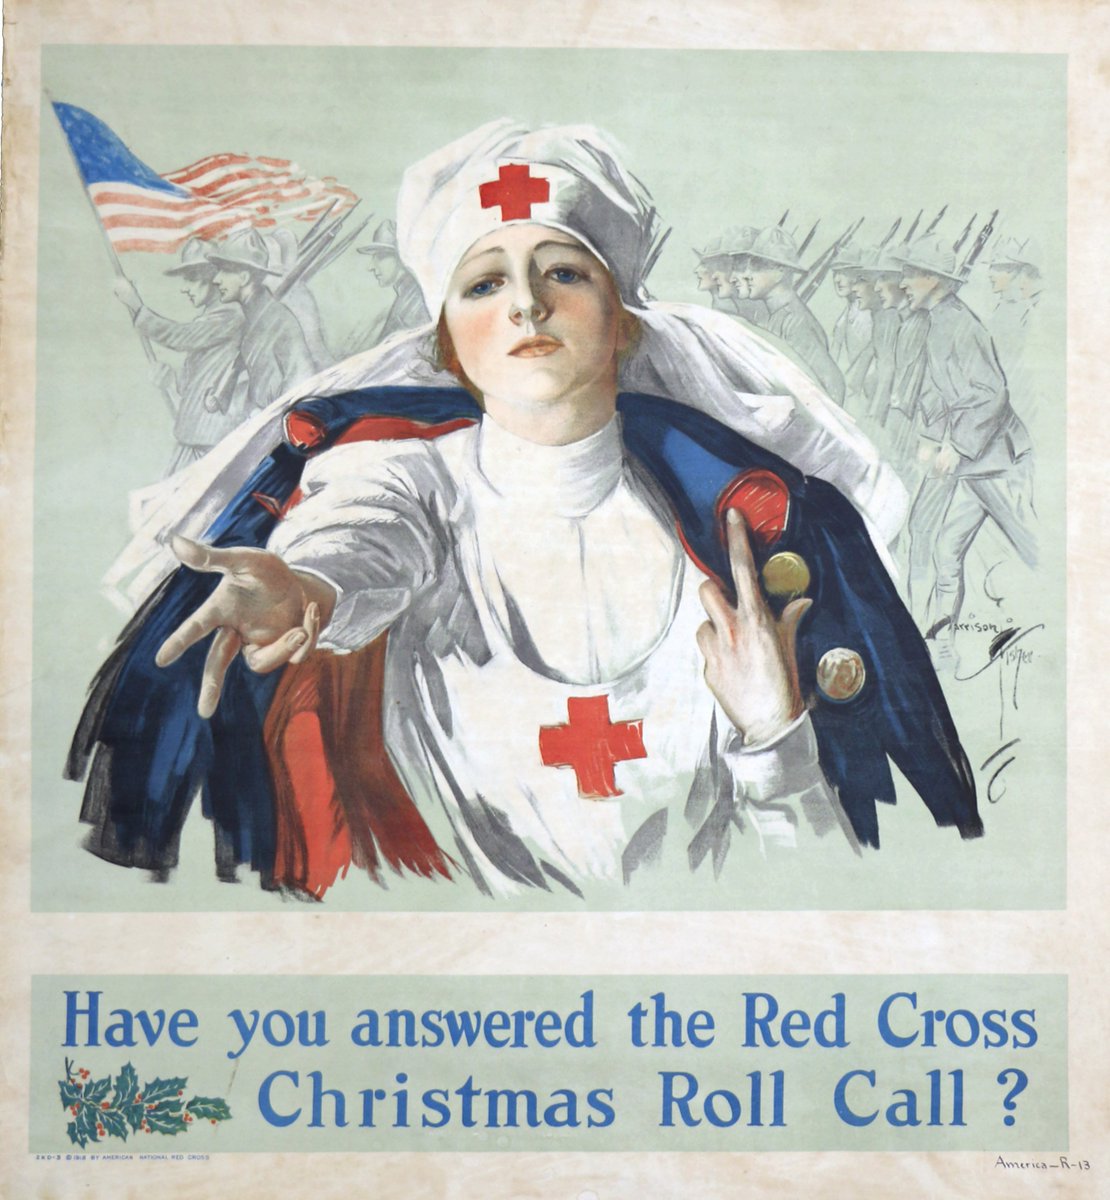 Harrison
Fisher
Have you answered the Red Cross
Christmas Roll Call ?
2KD-3 © 1918 BY AMERICAN NATIONAL RED CROSS
America-R-13